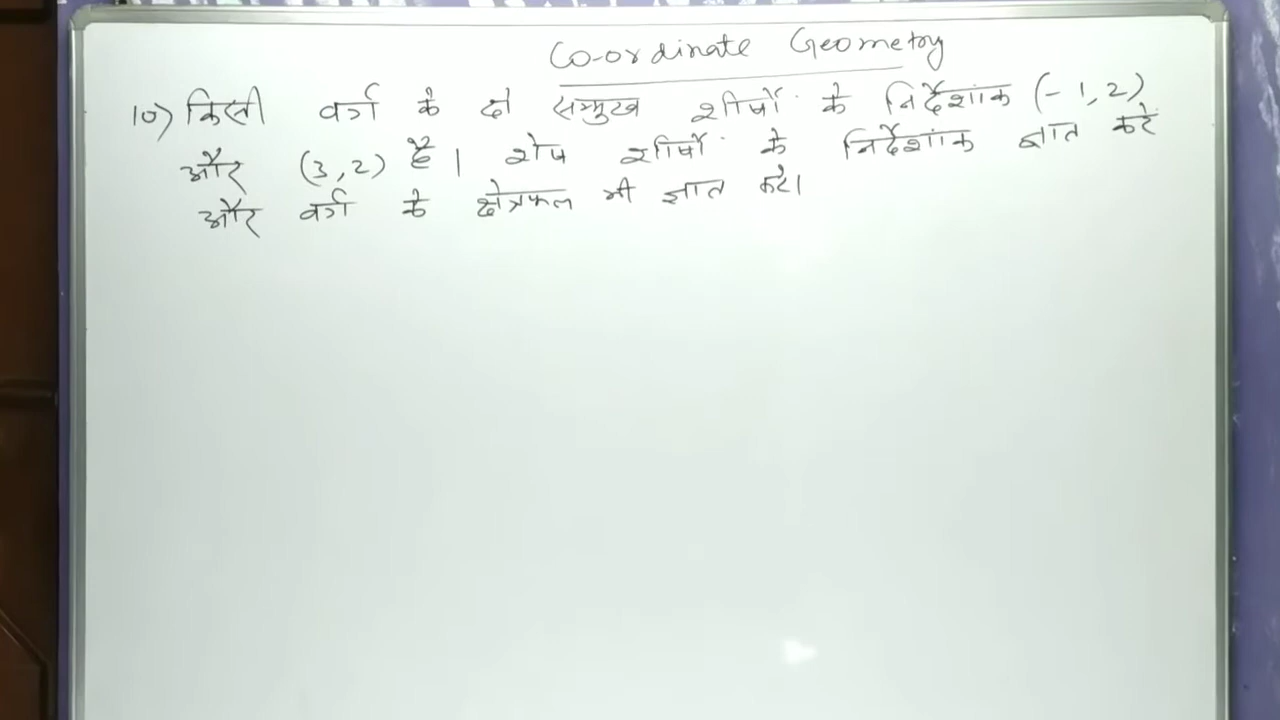 Co-ordinate Geometry
10) किसी वर्ग के दो सम्मुख शीर्षों के निर्देशांक (-1, 2)
और (3, 2) हैं। शेष शीर्षों के निर्देशांक ज्ञात करें
और वर्ग के क्षेत्रफल भी ज्ञात करें।